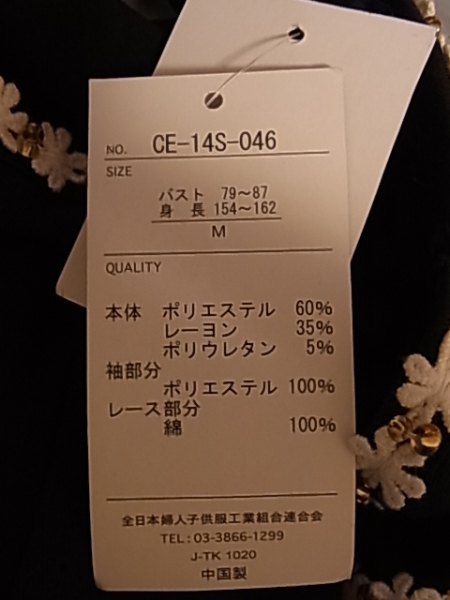 NO. CE-14S-046
SIZE
バスト 79～87
身 長 154～162
M
QUALITY
本体 ポリエステル 60%
レーヨン 35%
ポリウレタン 5%
袖部分
ポリエステル 100%
レース部分
綿 100%
全日本婦人子供服工業組合連合会
TEL：03-3866-1299
J-TK 1020
中国製